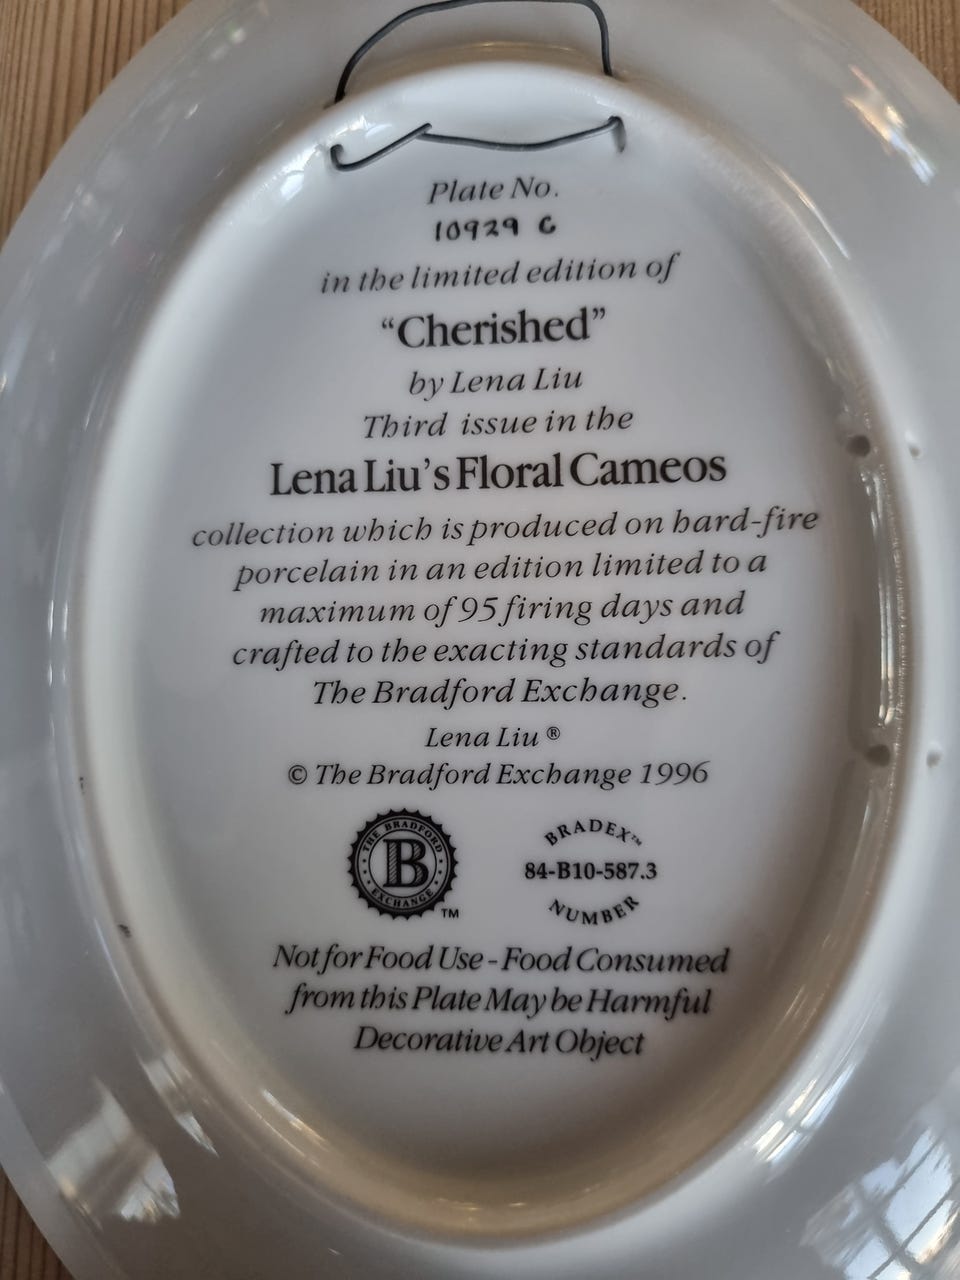 Plate No.
10929 G
in the limited edition of
“Cherished”
by Lena Liu
Third issue in the
Lena Liu’s Floral Cameos
collection which is produced on hard-fire
porcelain in an edition limited to a
maximum of 95 firing days and
crafted to the exacting standards of
The Bradford Exchange.
Lena Liu ®
© The Bradford Exchange 1996
THE BRADFORD
B
EXCHANGE
TM
BRADEX™
84-B10-587.3
NUMBER
Not for Food Use - Food Consumed
from this Plate May be Harmful
Decorative Art Object